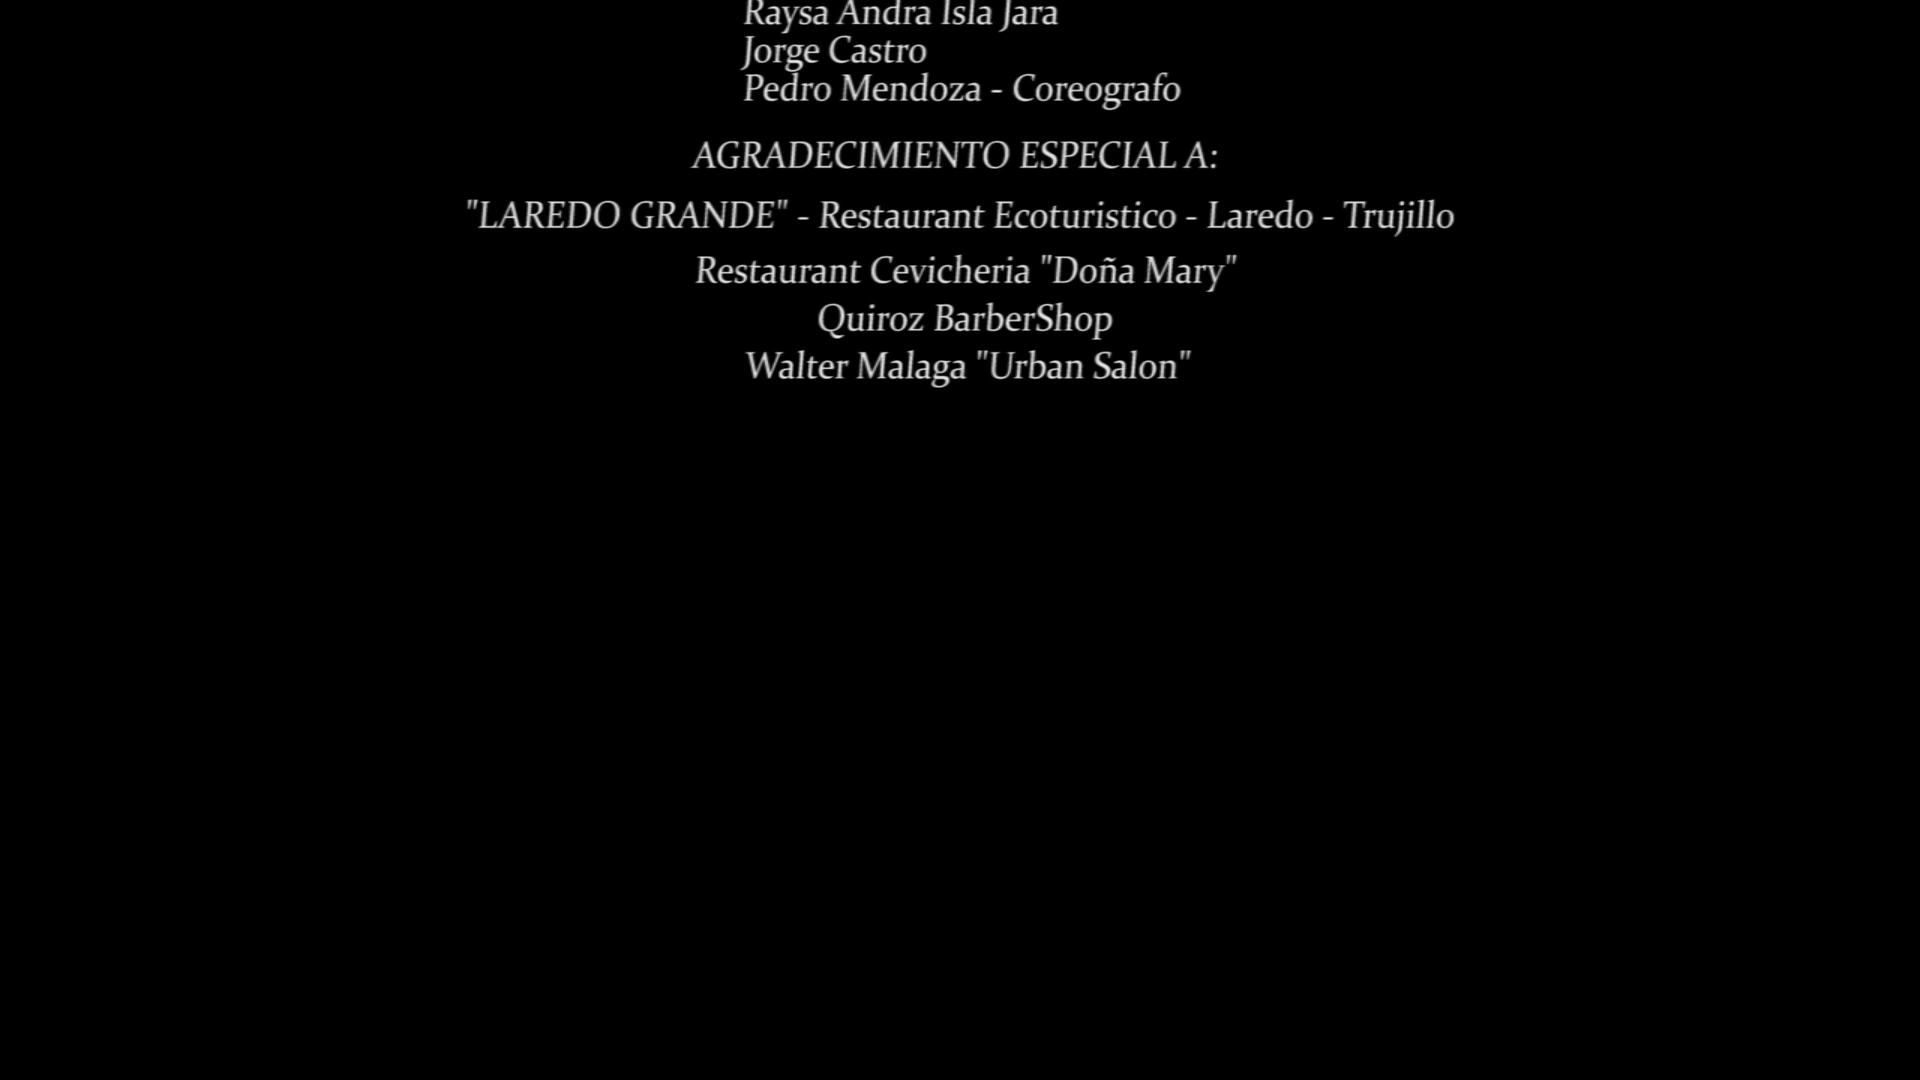 Raysa Andra Isla Jara
Jorge Castro
Pedro Mendoza - Coreografo
AGRADECIMIENTO ESPECIAL A:
"LAREDO GRANDE" - Restaurant Ecoturistico - Laredo - Trujillo
Restaurant Cevicheria "Doña Mary"
Quiroz BarberShop
Walter Malaga "Urban Salon"